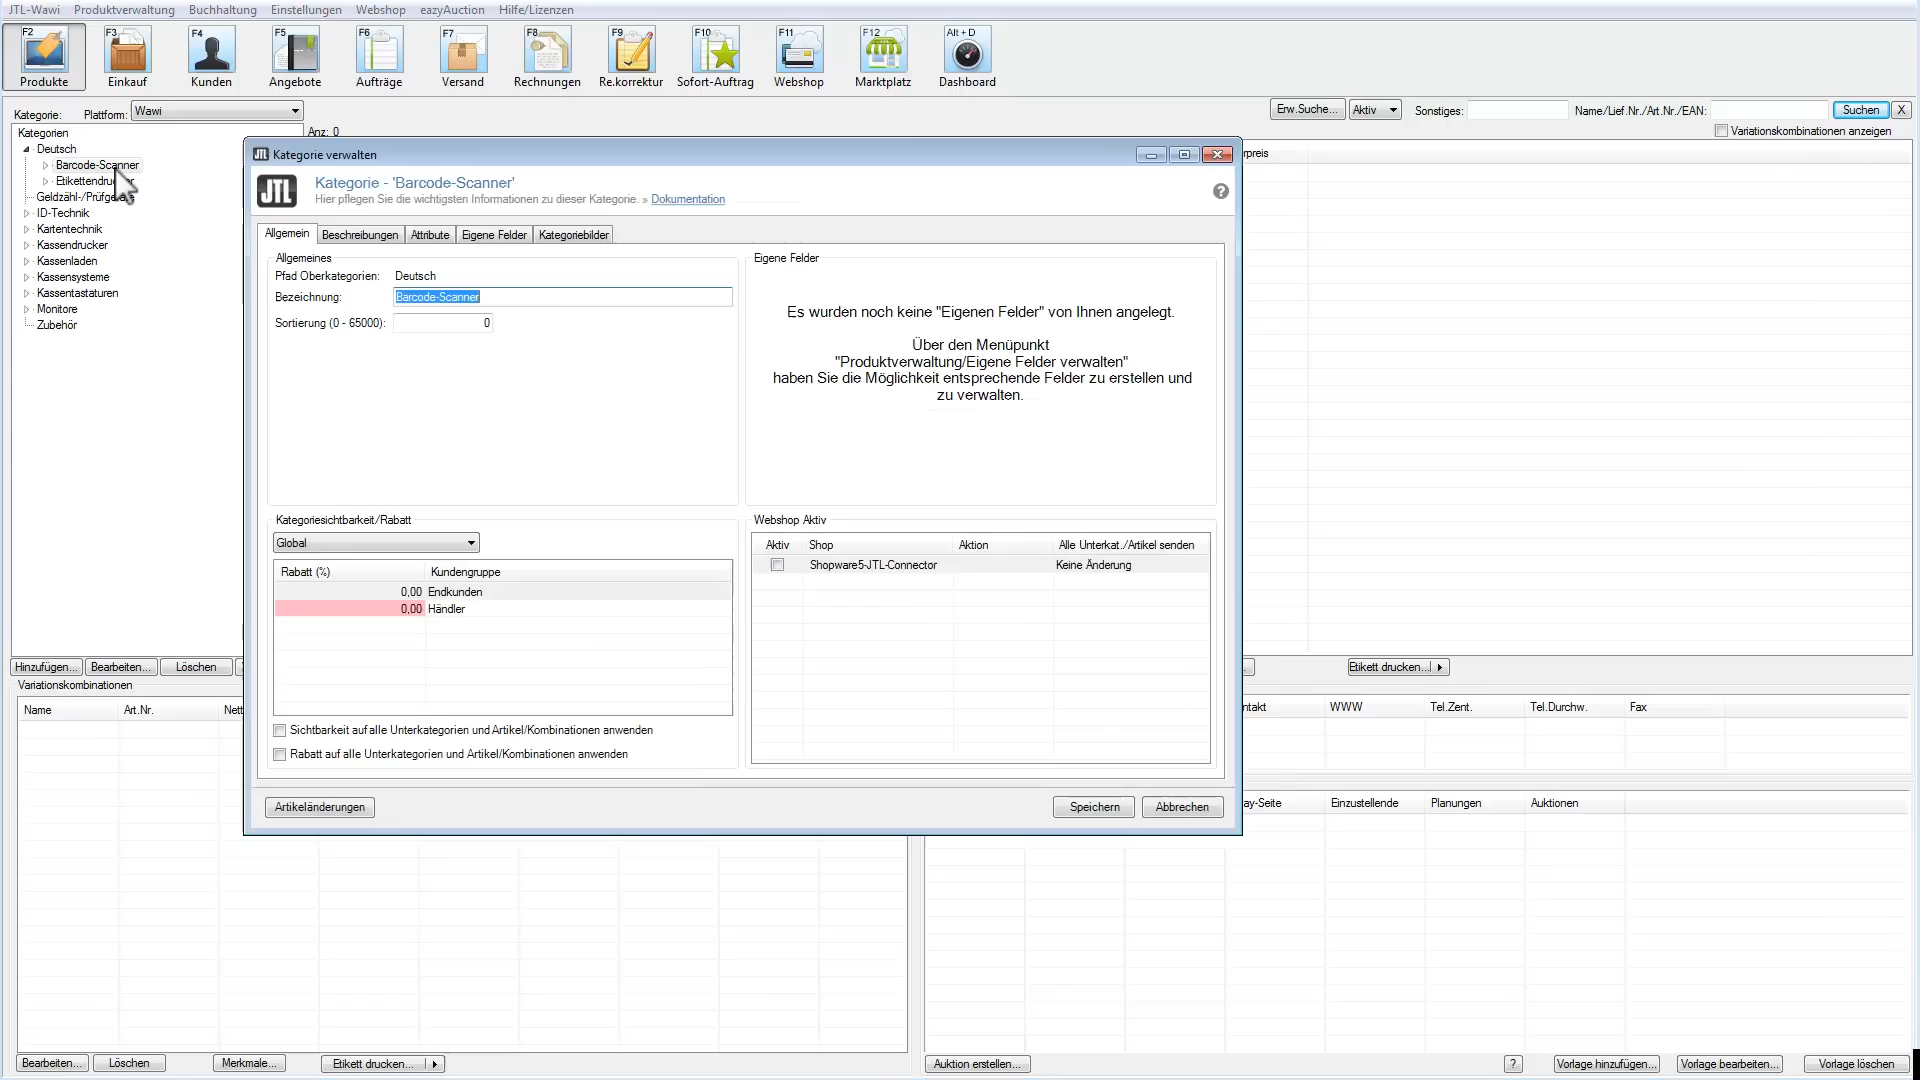 JTL-Wawi Produktverwaltung Buchhaltung Einstellungen Webshop eazyAuction Hilfe/Lizenzen
F2 F3 F4 F5 F6 F7 F8 F9 F10 F11 F12 Alt + D
Produkte Einkauf Kunden Angebote Aufträge Versand Rechnungen Re.korrektur Sofort-Auftrag Webshop Marktplatz Dashboard
Kategorie: Plattform: Wawi Erw.Suche... Aktiv Sonstiges: Name/Lief.Nr./Art.Nr./EAN: Suchen X
Kategorien Anz: 0 Variationskombinationen anzeigen
Deutsch
Barcode-Scanner
Etikettendrucker
Geldzähl-/Prüfgeräte
ID-Technik
Kartentechnik
Kassendrucker
Kassenladen
Kassensysteme
Kassentastaturen
Monitore
Zubehör
JTL Kategorie verwalten
rpreis
JTL
Kategorie - 'Barcode-Scanner'
Hier pflegen Sie die wichtigsten Informationen zu dieser Kategorie. » Dokumentation
?
Allgemein Beschreibungen Attribute Eigene Felder Kategoriebilder
Allgemeines
Pfad Oberkategorien: Deutsch
Bezeichnung: Barcode-Scanner
Sortierung (0 - 65000): 0
Eigene Felder
Es wurden noch keine "Eigenen Felder" von Ihnen angelegt.
Über den Menüpunkt
"Produktverwaltung/Eigene Felder verwalten"
haben Sie die Möglichkeit entsprechende Felder zu erstellen und
zu verwalten.
Kategoriesichtbarkeit/Rabatt
Global
Rabatt (%) Kundengruppe
0,00 Endkunden
0,00 Händler
Sichtbarkeit auf alle Unterkategorien und Artikel/Kombinationen anwenden
Rabatt auf alle Unterkategorien und Artikel/Kombinationen anwenden
Webshop Aktiv
Aktiv Shop Aktion Alle Unterkat./Artikel senden
Shopware5-JTL-Connector Keine Änderung
Artikeländerungen Speichern Abbrechen
Hinzufügen... Bearbeiten... Löschen Etikett drucken...
Variationskombinationen
Name Art.Nr. Nett
ntakt WWW Tel.Zent. Tel.Durchw. Fax
ay-Seite Einzustellende Planungen Auktionen
Bearbeiten... Löschen Merkmale... Etikett drucken... Auktion erstellen... ? Vorlage hinzufügen... Vorlage bearbeiten... Vorlage löschen